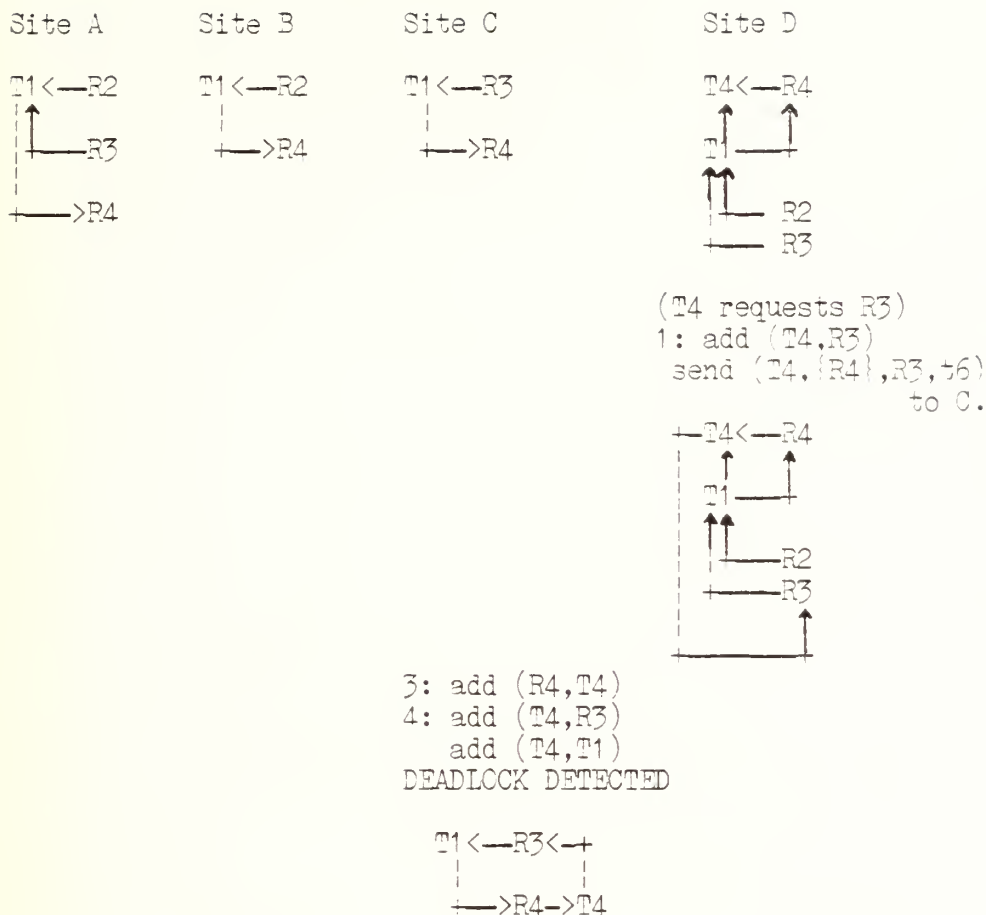 Site A Site B Site C Site D
T1<—R2 T1<—R2 T1<—R3 T4<—R4
R3 >R4 >R4 T1
>R4 R2
R3
(T4 requests R3)
1: add (T4,R3)
send (T4,{R4},R3,t6)
to C.
T4<—R4
T1
R2
R3
3: add (R4,T4)
4: add (T4,R3)
add (T4,T1)
DEADLOCK DETECTED
T1<—R3<-+
+—>R4->T4